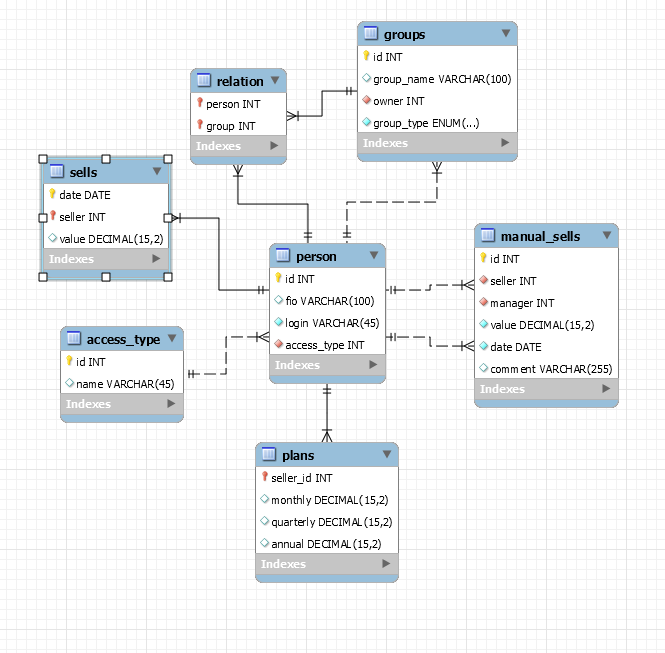 groups
id INT
group_name VARCHAR(100)
owner INT
group_type ENUM(...)
Indexes
relation
person INT
group INT
Indexes
sells
date DATE
seller INT
value DECIMAL(15,2)
Indexes
person
id INT
fio VARCHAR(100)
login VARCHAR(45)
access_type INT
Indexes
manual_sells
id INT
seller INT
manager INT
value DECIMAL(15,2)
date DATE
comment VARCHAR(255)
Indexes
access_type
id INT
name VARCHAR(45)
Indexes
plans
seller_id INT
monthly DECIMAL(15,2)
quarterly DECIMAL(15,2)
annual DECIMAL(15,2)
Indexes